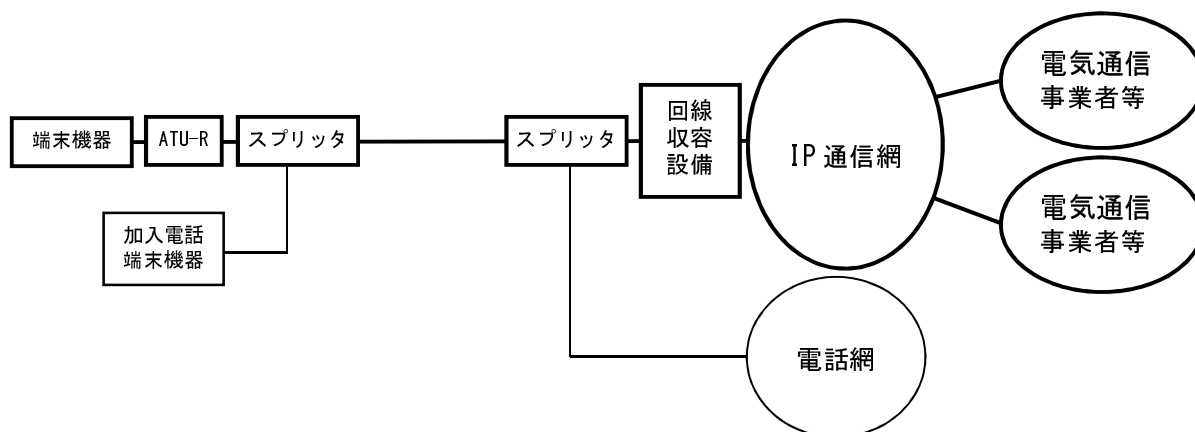 端末機器
ATU-R
スプリッタ
スプリッタ
回線
収容
設備
IP通信網
電気通信
事業者等
電気通信
事業者等
加入電話
端末機器
電話網